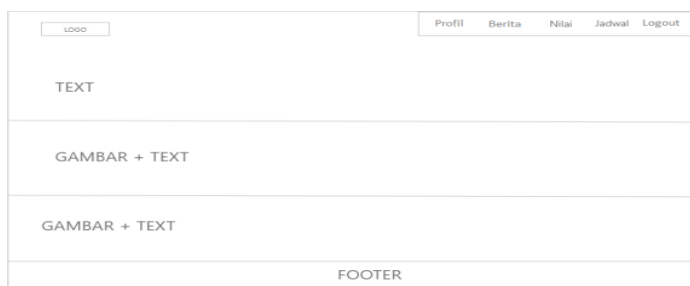 LOGO Profil Berita Nilai Jadwal Logout
TEXT
GAMBAR + TEXT
GAMBAR + TEXT
FOOTER